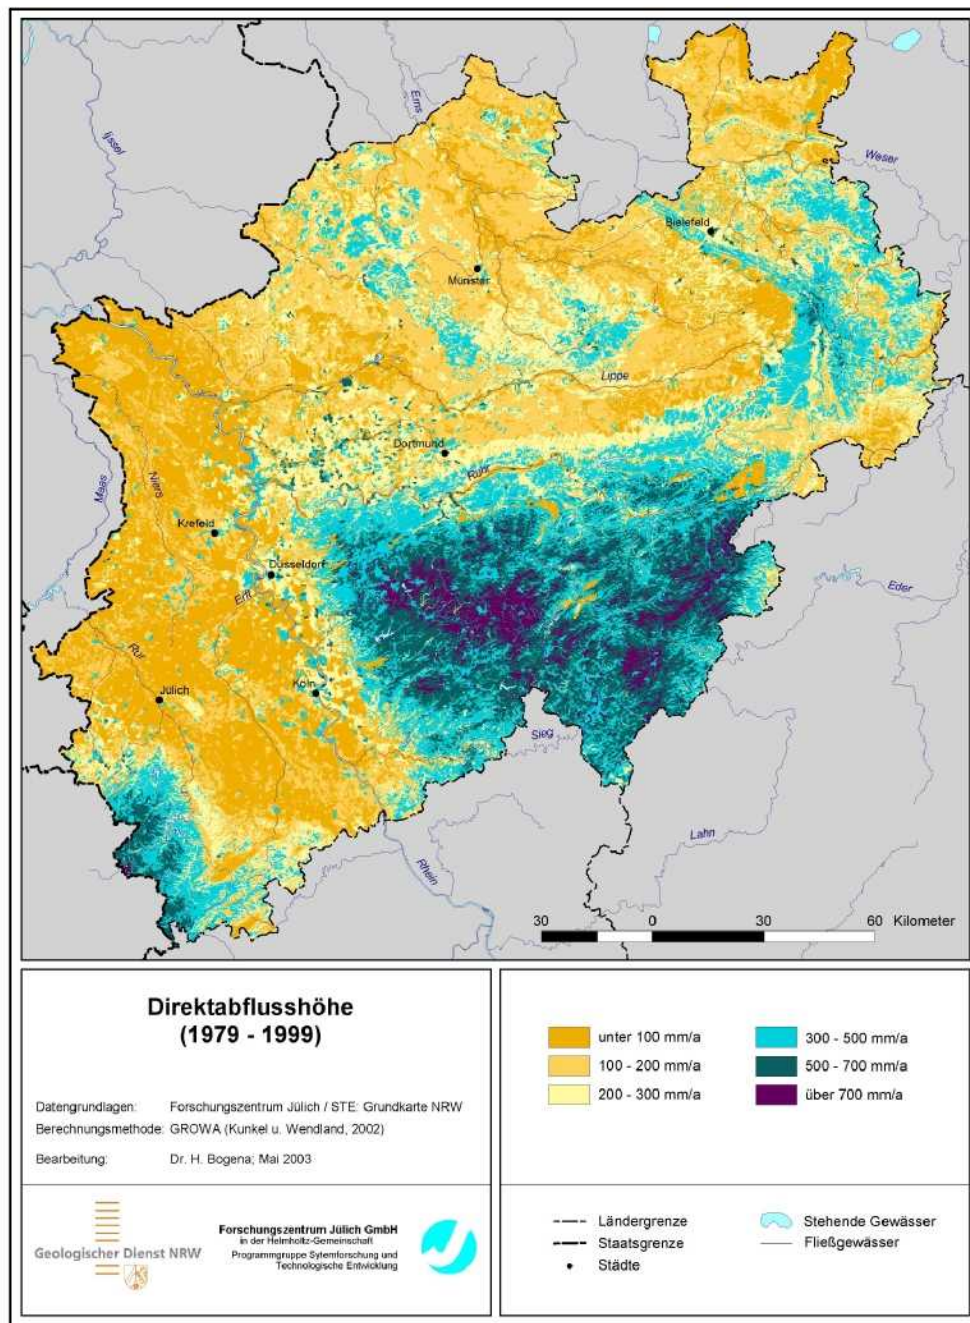 Ijssel
Ems
Weser
Bielefeld
Münster
Lippe
Dortmund
Ruhr
Maas
Niers
Krefeld
Düsseldorf
Erft
Eder
Rur
Jülich
Köln
Sieg
Lahn
Rhein
30 0 30 60 Kilometer
Direktabflusshöhe
(1979 - 1999)
Datengrundlagen: Forschungszentrum Jülich / STE: Grundkarte NRW
Berechnungsmethode: GROWA (Kunkel u. Wendland, 2002)
Bearbeitung: Dr. H. Bogena; Mai 2003
Geologischer Dienst NRW
Forschungszentrum Jülich GmbH
in der Helmholtz-Gemeinschaft
Programmgruppe Sytemforschung und
Technologische Entwicklung
unter 100 mm/a
100 - 200 mm/a
200 - 300 mm/a
300 - 500 mm/a
500 - 700 mm/a
über 700 mm/a
Ländergrenze
Staatsgrenze
Städte
Stehende Gewässer
Fließgewässer